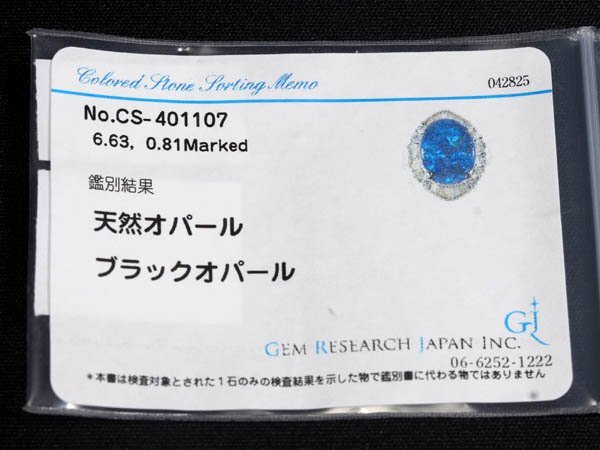 Colored Stone Sorting Memo
042825
No.CS-401107
6.63, 0.81Marked
鑑別結果
天然オパール
ブラックオパール
GJ
GEM RESEARCH JAPAN INC.
06-6252-1222
*本書は検査対象とされた1石のみの検査結果を示した物で鑑別書に代わる物ではありません